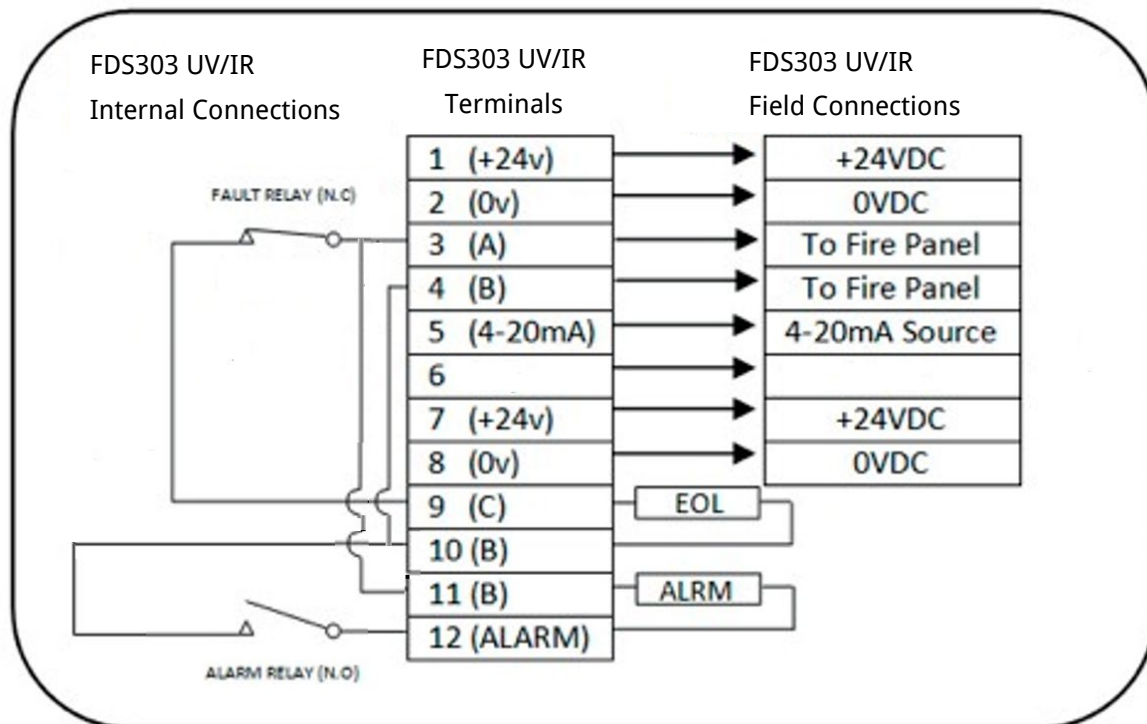 FDS303 UV/IR
Internal Connections
FDS303 UV/IR
Terminals
FDS303 UV/IR
Field Connections
FAULT RELAY (N.C)
1 (+24v)
+24VDC
2 (0v)
0VDC
3 (A)
To Fire Panel
4 (B)
To Fire Panel
5 (4-20mA)
4-20mA Source
6
7 (+24v)
+24VDC
8 (0v)
0VDC
9 (C)
EOL
10 (B)
11 (B)
ALRM
12 (ALARM)
ALARM RELAY (N.O)